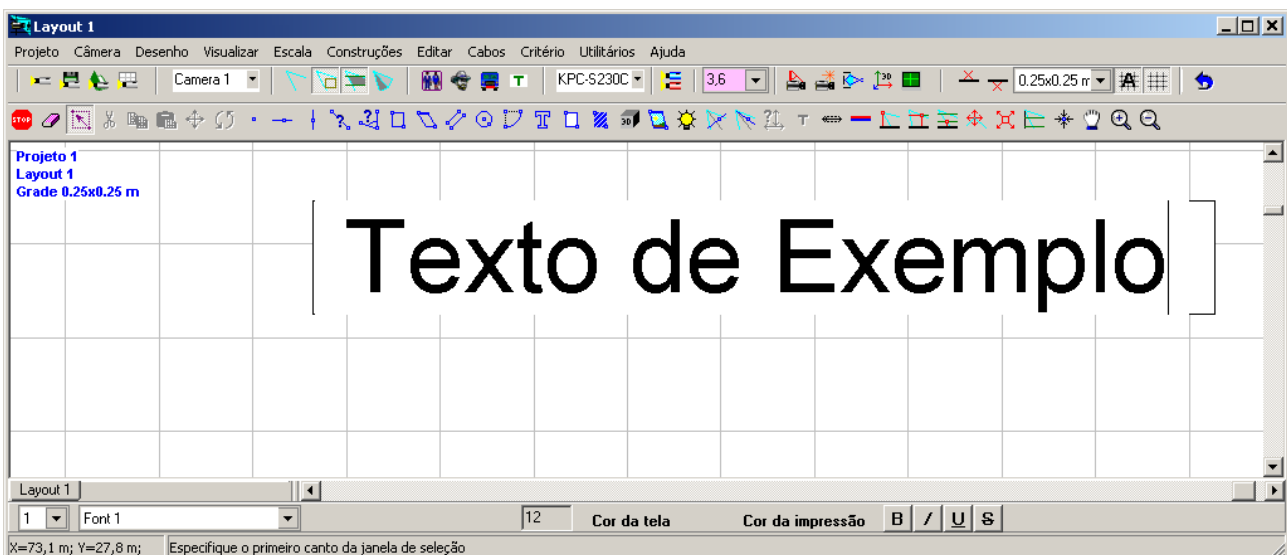 Layout 1
Projeto Câmera Desenho Visualizar Escala Construções Editar Cabos Critério Utilitários Ajuda
Camera 1 T KPC-S230C 3,6 0.25x0.25 m A
STOP T 3D T
Projeto 1
Layout 1
Grade 0.25x0.25 m
Texto de Exemplo
Layout 1
1 Font 1 12 Cor da tela Cor da impressão B I U S
X=73,1 m; Y=27,8 m; Especifique o primeiro canto da janela de seleção